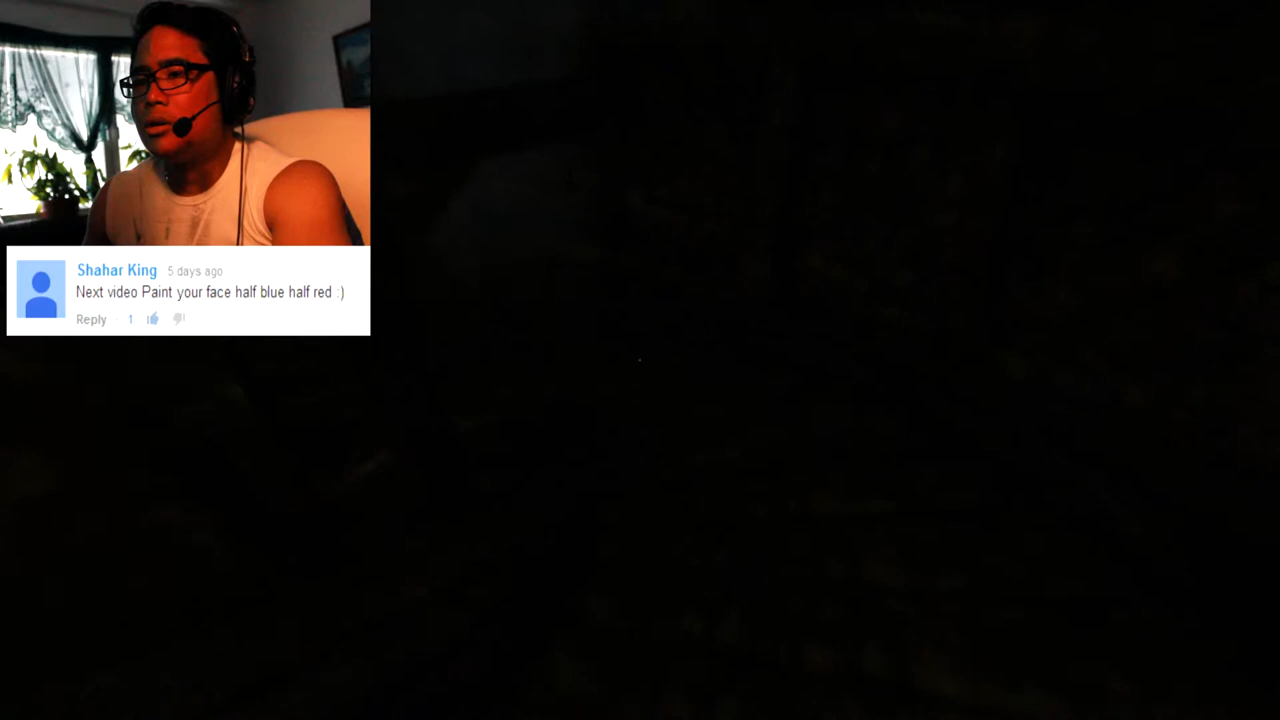 Shahar King 5 days ago
Next video Paint your face half blue half red :)
Reply · 1